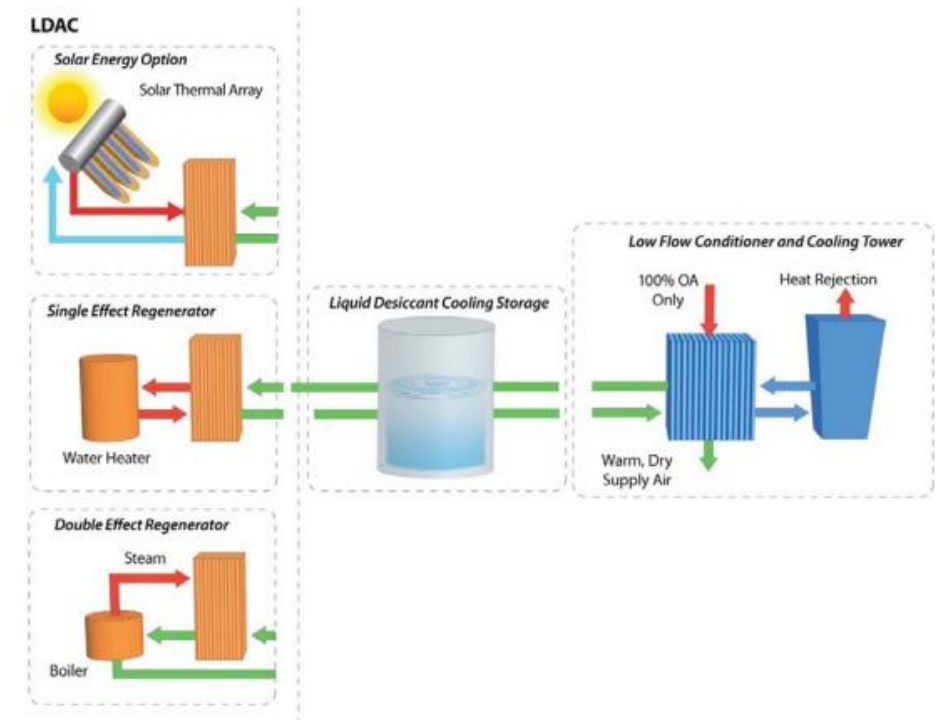 LDAC
Solar Energy Option
Solar Thermal Array
Single Effect Regenerator
Water Heater
Double Effect Regenerator
Steam
Boiler
Liquid Desiccant Cooling Storage
Low Flow Conditioner and Cooling Tower
100% OA
Only
Heat Rejection
Warm, Dry
Supply Air